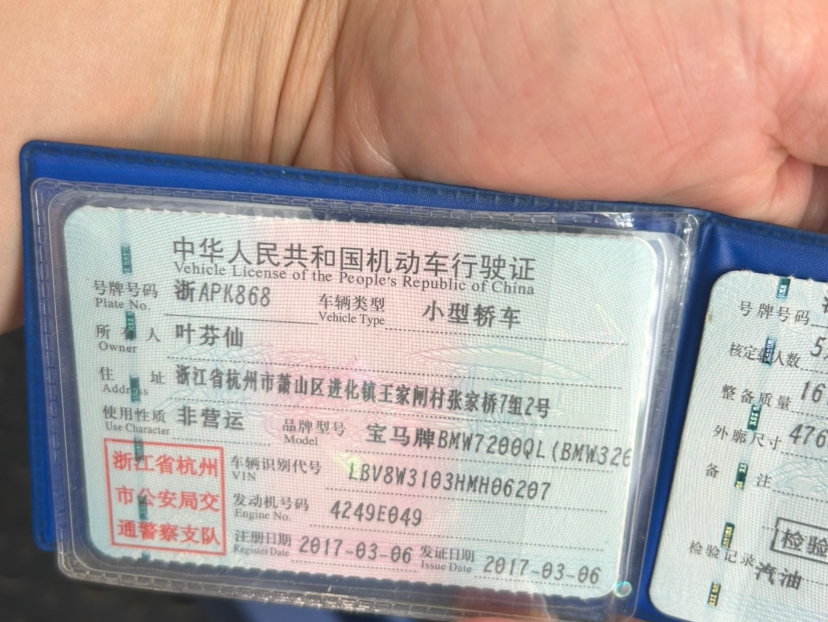 中华人民共和国机动车行驶证
Vehicle License of the People's Republic of China
号牌号码 浙APK868 车辆类型 小型轿车
Plate No. Vehicle Type
所有人 叶芬仙
Owner
住址 浙江省杭州市萧山区进化镇王家闸村张家桥7组2号
Address
使用性质 非营运 品牌型号 宝马牌BMW7200QL(BMW320
Use Character Model
浙江省杭州
市公安局交
通警察支队
车辆识别代号 LBV8W3103HMH06207
VIN
发动机号码 4249E049
Engine No.
注册日期 2017-03-06 发证日期 2017-03-06
Register Date Issue Date
号牌号码
核定载人数 5
整备质量 16
外廓尺寸 476
备注
检验
检验记录 汽油